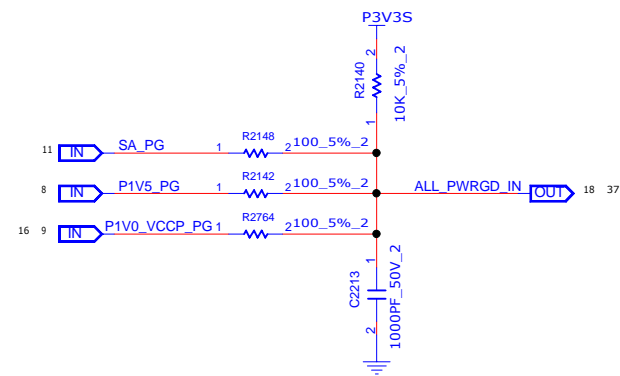 P3V3S
2
R2140
10K_5%_2
1
11 IN SA_PG 1 R2148 2 100_5%_2
8 IN P1V5_PG 1 R2142 2 100_5%_2 ALL_PWRGD_IN OUT 18 37
16 9 IN P1V0_VCCP_PG 1 R2764 2 100_5%_2
1
C2213
1000PF_50V_2
2